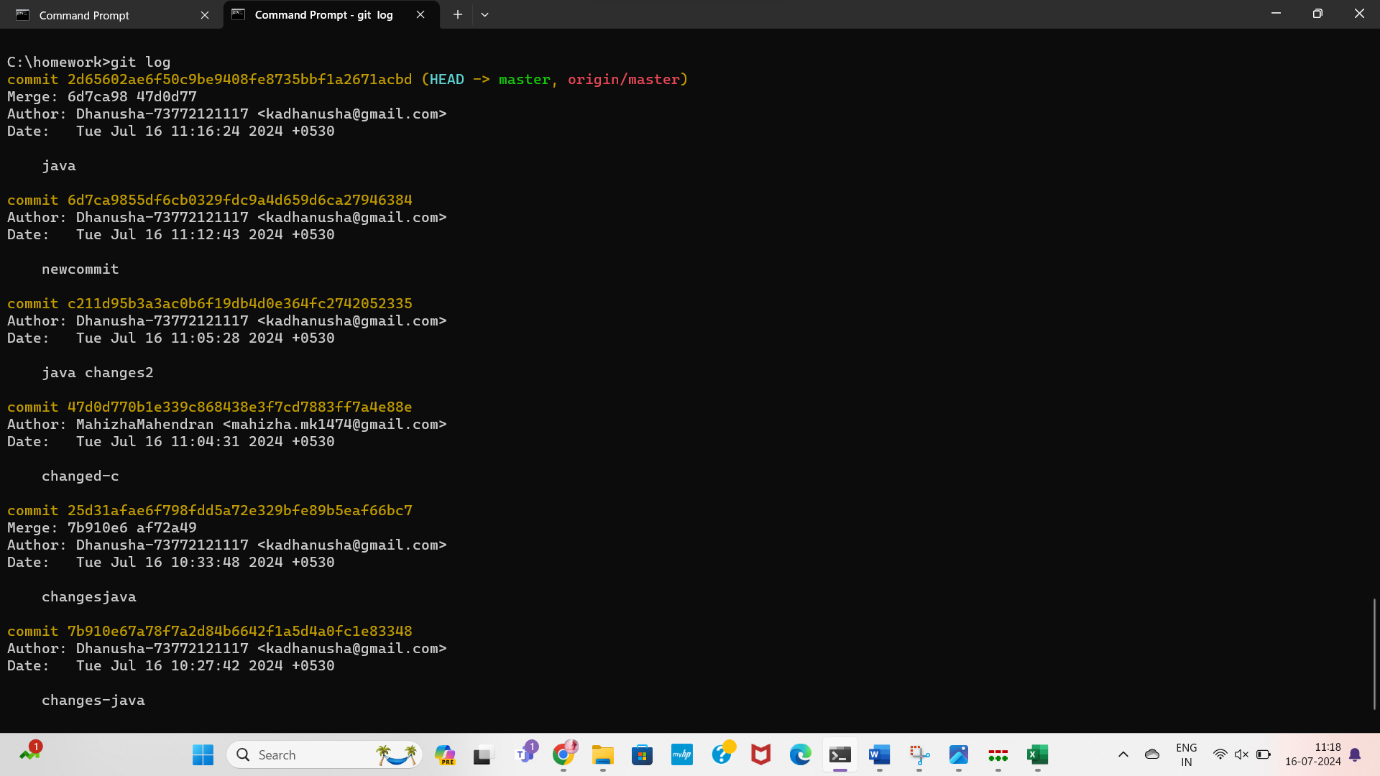 Command Prompt
Command Prompt - git log
C:\homework>git log
commit 2d65602ae6f50c9be9408fe8735bbf1a2671acbd (HEAD -> master, origin/master)
Merge: 6d7ca98 47d0d77
Author: Dhanusha-73772121117 <kadhanusha@gmail.com>
Date:   Tue Jul 16 11:16:24 2024 +0530
java
commit 6d7ca9855df6cb0329fdc9a4d659d6ca27946384
Author: Dhanusha-73772121117 <kadhanusha@gmail.com>
Date:   Tue Jul 16 11:12:43 2024 +0530
newcommit
commit c211d95b3a3ac0b6f19db4d0e364fc2742052335
Author: Dhanusha-73772121117 <kadhanusha@gmail.com>
Date:   Tue Jul 16 11:05:28 2024 +0530
java changes2
commit 47d0d770b1e339c868438e3f7cd7883ff7a4e88e
Author: MahizhaMahendran <mahizha.mk1474@gmail.com>
Date:   Tue Jul 16 11:04:31 2024 +0530
changed-c
commit 25d31afae6f798fdd5a72e329bfe89b5eaf66bc7
Merge: 7b910e6 af72a49
Author: Dhanusha-73772121117 <kadhanusha@gmail.com>
Date:   Tue Jul 16 10:33:48 2024 +0530
changesjava
commit 7b910e67a78f7a2d84b6642f1a5d4a0fc1e83348
Author: Dhanusha-73772121117 <kadhanusha@gmail.com>
Date:   Tue Jul 16 10:27:42 2024 +0530
changes-java
1
Search
PRE
1
myhp
ENG
IN
11:18
16-07-2024